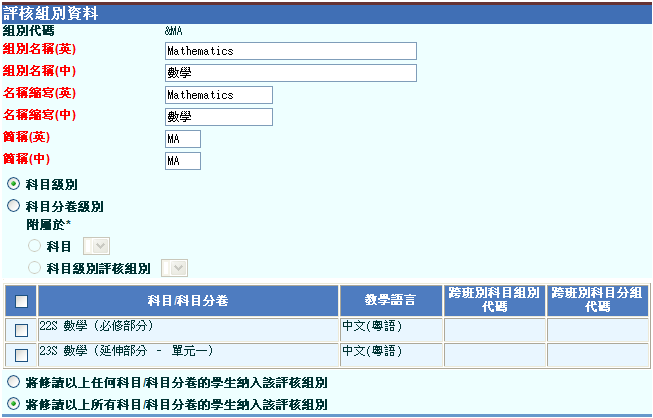 評核組別資料
組別代碼 &MA
組別名稱(英) Mathematics
組別名稱(中) 數學
名稱縮寫(英) Mathematics
名稱縮寫(中) 數學
簡稱(英) MA
簡稱(中) MA
科目級別
科目分卷級別
附屬於*
科目
科目級別評核組別
科目/科目分卷 教學語言 跨班別科目組別代碼 跨班別科目分組代碼
22S 數學 (必修部分) 中文(粵語)
23S 數學 (延伸部分 - 單元一) 中文(粵語)
將修讀以上任何科目/科目分卷的學生納入該評核組別
將修讀以上所有科目/科目分卷的學生納入該評核組別